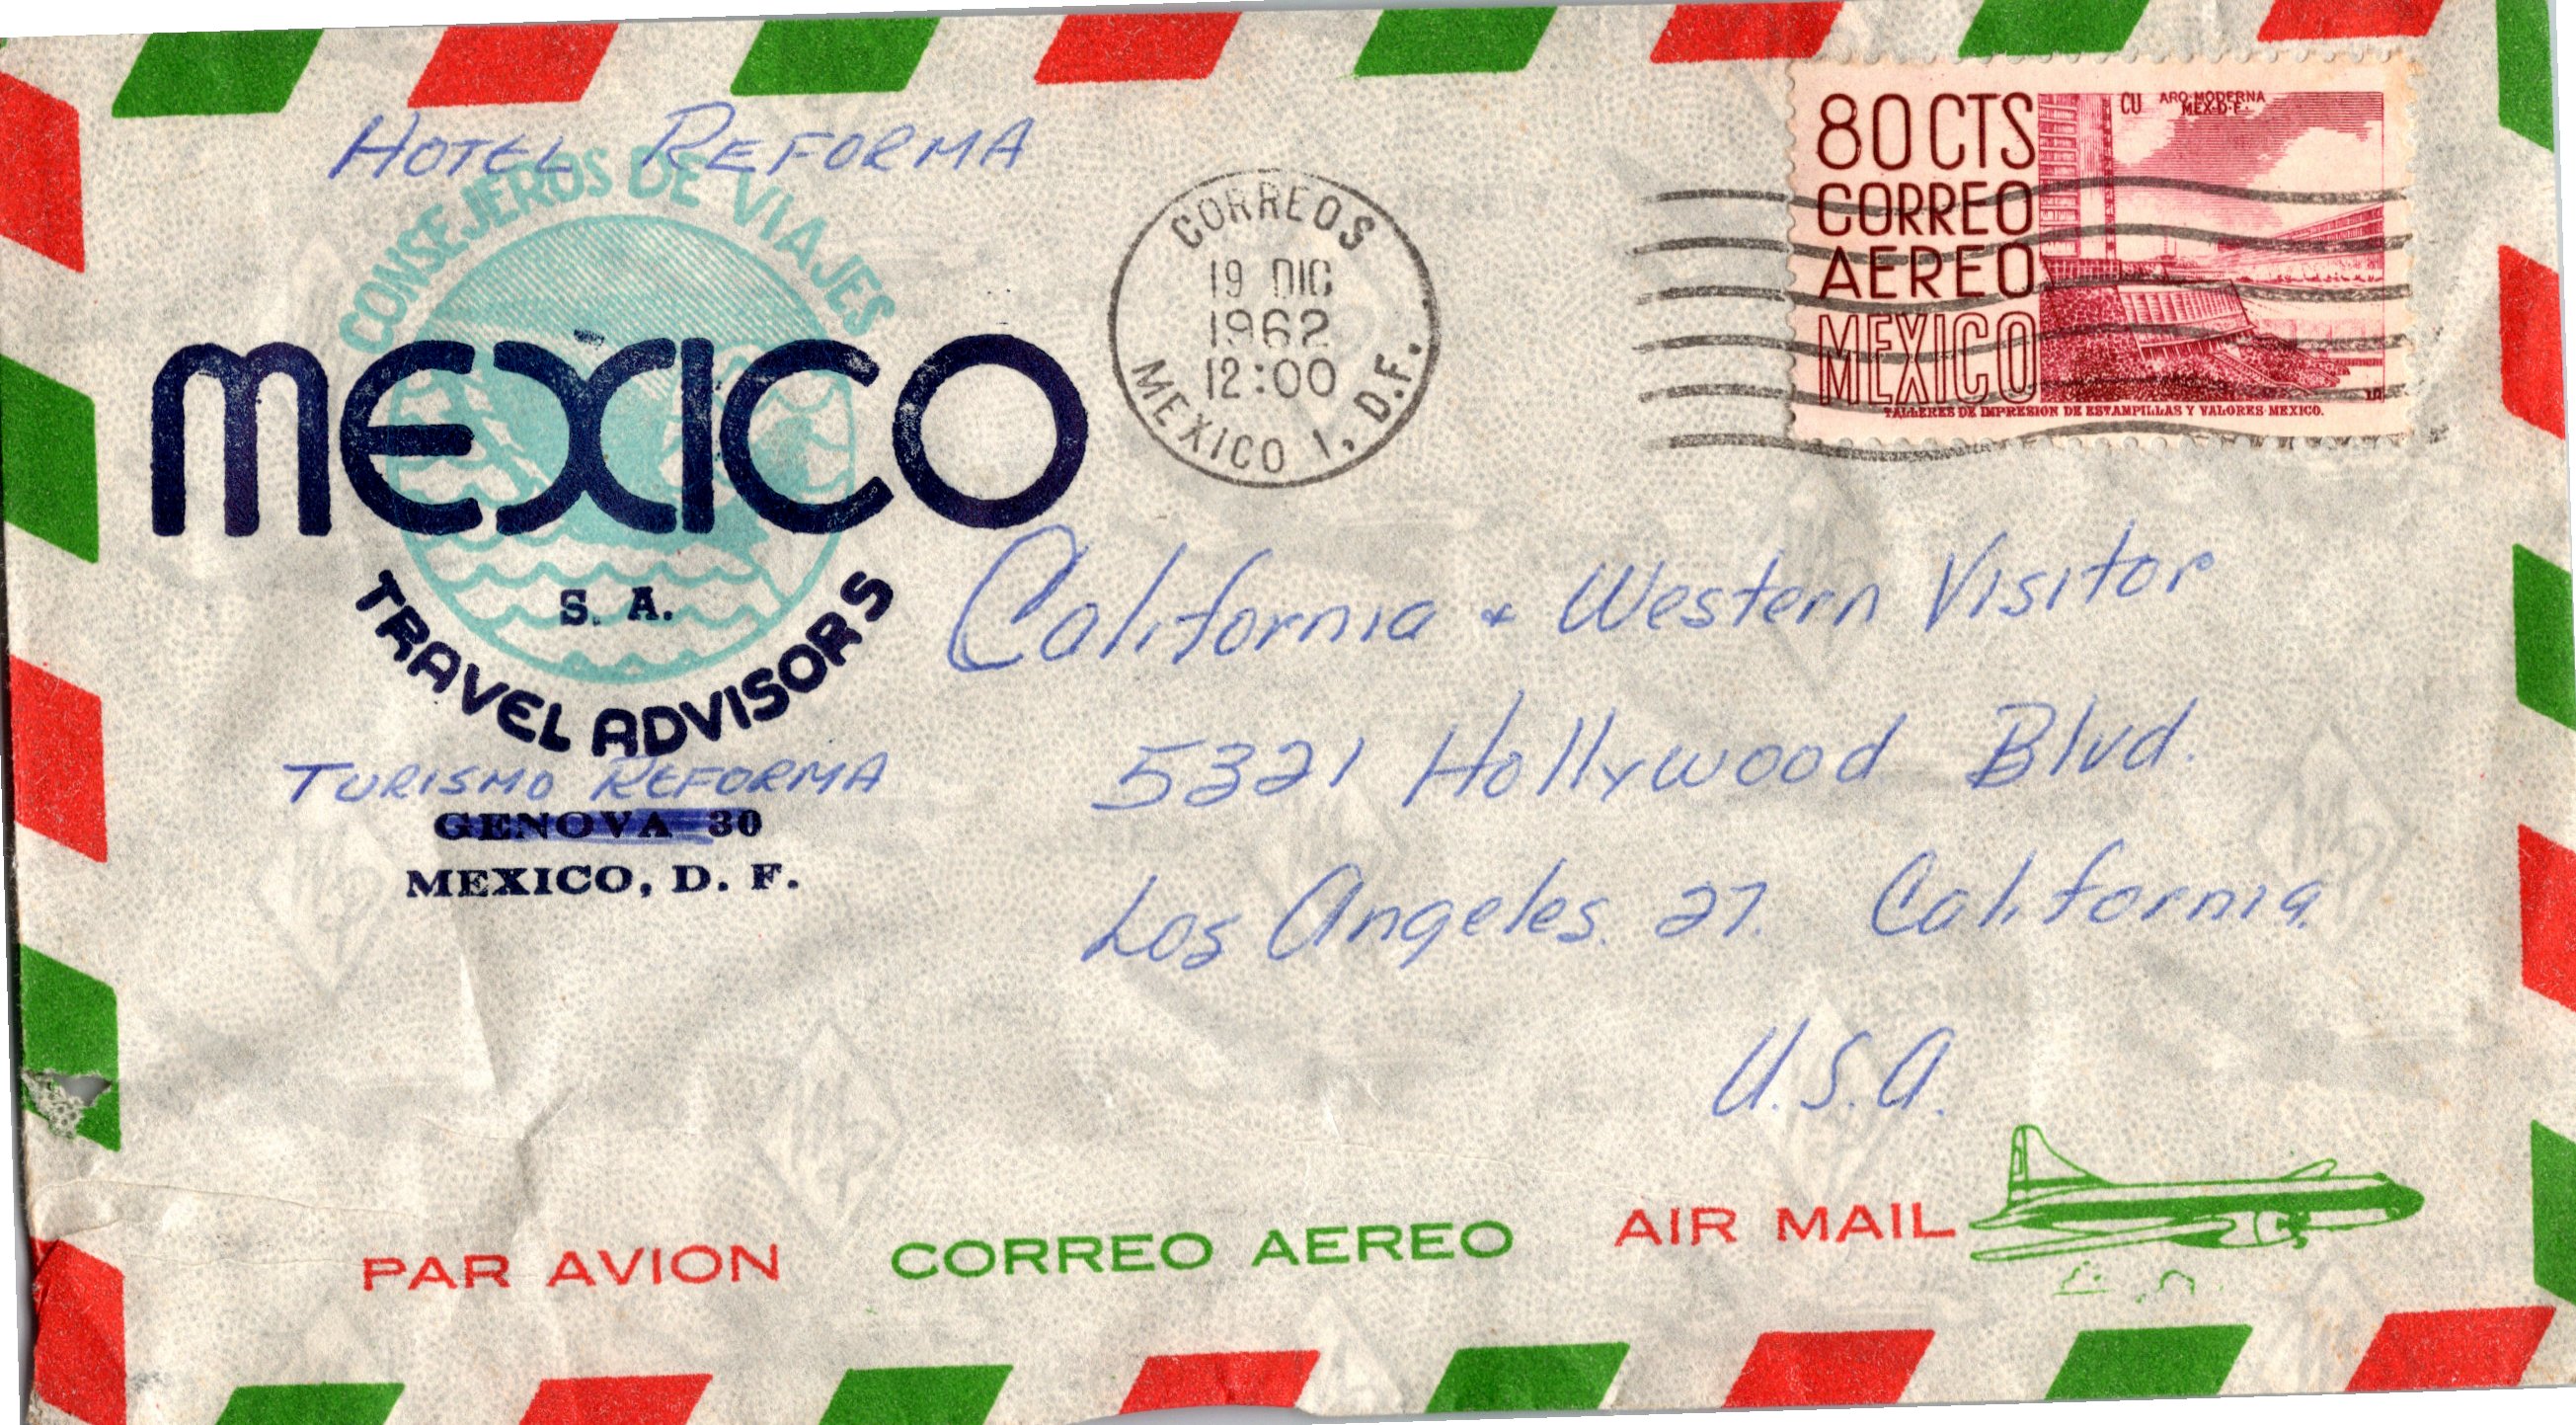 HOTEL REFORMA
CONSEJEROS DE VIAJES
MEXICO
S. A.
TRAVEL ADVISORS
TURISMO REFORMA
GENOVA 30
MEXICO, D. F.
CORREOS
19 DIC
1962
12:00
MEXICO 1, D.F.
80 CTS
CORREO
AEREO
MEXICO
CU ARQ·MODERNA
MEX·D·F·
TALLERES DE IMPRESION DE ESTAMPILLAS Y VALORES·MEXICO.
California & Western Visitor
5321 Hollywood Blvd.
Los Angeles. 27. California.
U.S.A.
PAR AVION CORREO AEREO AIR MAIL